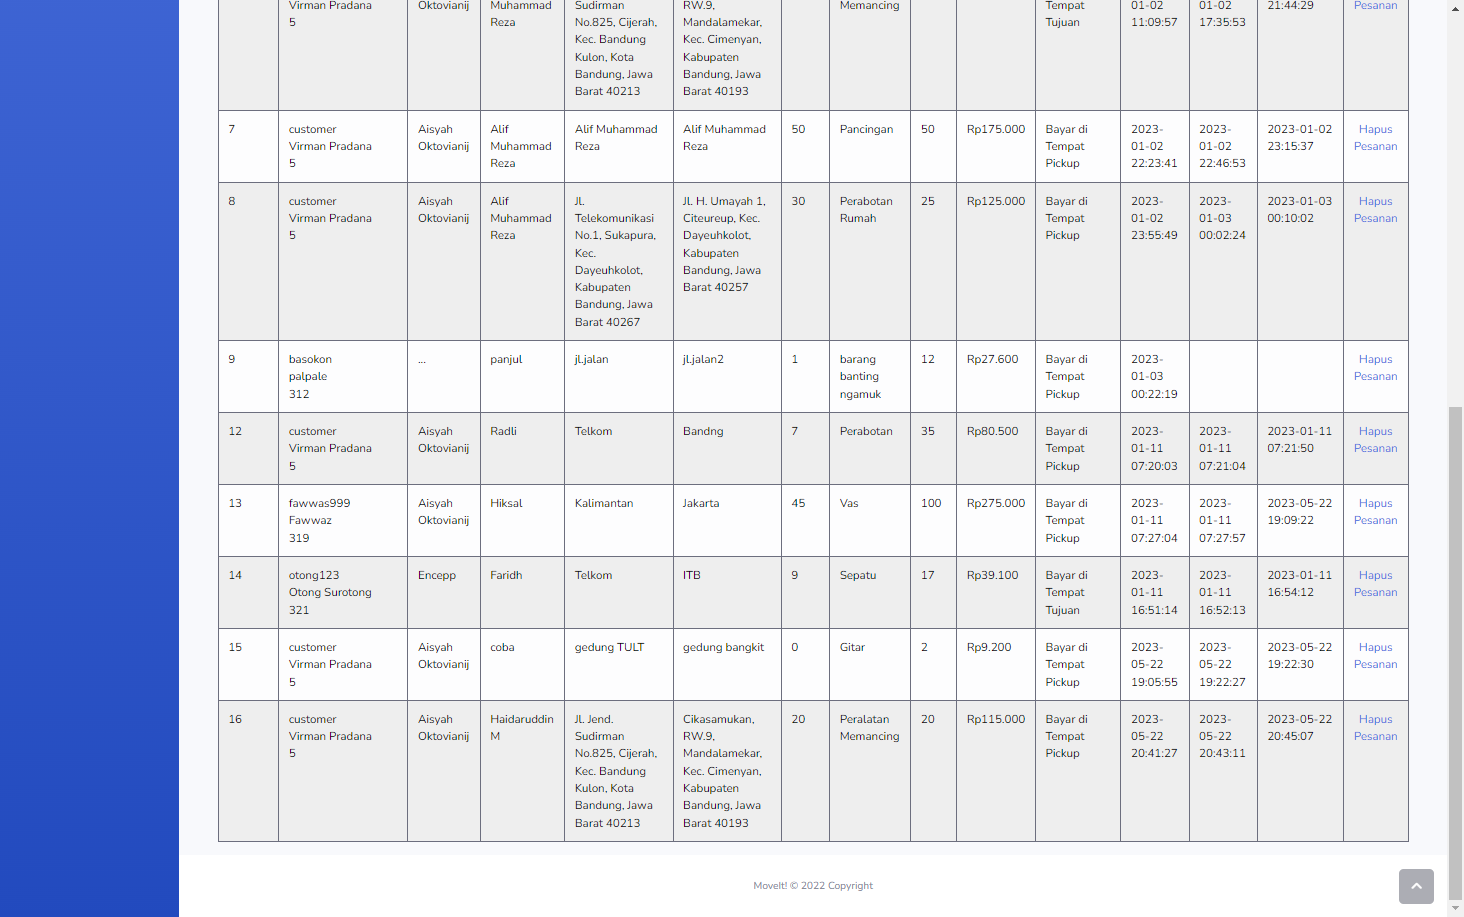 Virman Pradana
5
Oktovianij
Muhammad
Reza
Sudirman
No.825, Cijerah,
Kec. Bandung
Kulon, Kota
Bandung, Jawa
Barat 40213
RW.9,
Mandalamekar,
Kec. Cimenyan,
Kabupaten
Bandung, Jawa
Barat 40193
Memancing
Tempat
Tujuan
01-02
11:09:57
01-02
17:35:53
21:44:29
Pesanan
7
customer
Virman Pradana
5
Aisyah
Oktovianij
Alif
Muhammad
Reza
Alif Muhammad
Reza
Alif Muhammad
Reza
50
Pancingan
50
Rp175.000
Bayar di
Tempat
Pickup
2023-
01-02
22:23:41
2023-
01-02
22:46:53
2023-01-02
23:15:37
Hapus
Pesanan
8
customer
Virman Pradana
5
Aisyah
Oktovianij
Alif
Muhammad
Reza
Jl.
Telekomunikasi
No.1, Sukapura,
Kec.
Dayeuhkolot,
Kabupaten
Bandung, Jawa
Barat 40267
Jl. H. Umayah 1,
Citeureup, Kec.
Dayeuhkolot,
Kabupaten
Bandung, Jawa
Barat 40257
30
Perabotan
Rumah
25
Rp125.000
Bayar di
Tempat
Pickup
2023-
01-02
23:55:49
2023-
01-03
00:02:24
2023-01-03
00:10:02
Hapus
Pesanan
9
basokon
palpale
312
...
panjul
jl.jalan
jl.jalan2
1
barang
banting
ngamuk
12
Rp27.600
Bayar di
Tempat
Pickup
2023-
01-03
00:22:19
Hapus
Pesanan
12
customer
Virman Pradana
5
Aisyah
Oktovianij
Radli
Telkom
Bandng
7
Perabotan
35
Rp80.500
Bayar di
Tempat
Pickup
2023-
01-11
07:20:03
2023-
01-11
07:21:04
2023-01-11
07:21:50
Hapus
Pesanan
13
fawwas999
Fawwaz
319
Aisyah
Oktovianij
Hiksal
Kalimantan
Jakarta
45
Vas
100
Rp275.000
Bayar di
Tempat
Pickup
2023-
01-11
07:27:04
2023-
01-11
07:27:57
2023-05-22
19:09:22
Hapus
Pesanan
14
otong123
Otong Surotong
321
Encepp
Faridh
Telkom
ITB
9
Sepatu
17
Rp39.100
Bayar di
Tempat
Tujuan
2023-
01-11
16:51:14
2023-
01-11
16:52:13
2023-01-11
16:54:12
Hapus
Pesanan
15
customer
Virman Pradana
5
Aisyah
Oktovianij
coba
gedung TULT
gedung bangkit
0
Gitar
2
Rp9.200
Bayar di
Tempat
Pickup
2023-
05-22
19:05:55
2023-
05-22
19:22:27
2023-05-22
19:22:30
Hapus
Pesanan
16
customer
Virman Pradana
5
Aisyah
Oktovianij
Haidaruddin
M
Jl. Jend.
Sudirman
No.825, Cijerah,
Kec. Bandung
Kulon, Kota
Bandung, Jawa
Barat 40213
Cikasamukan,
RW.9,
Mandalamekar,
Kec. Cimenyan,
Kabupaten
Bandung, Jawa
Barat 40193
20
Peralatan
Memancing
20
Rp115.000
Bayar di
Tempat
Pickup
2023-
05-22
20:41:27
2023-
05-22
20:43:11
2023-05-22
20:45:07
Hapus
Pesanan
MoveIt! © 2022 Copyright